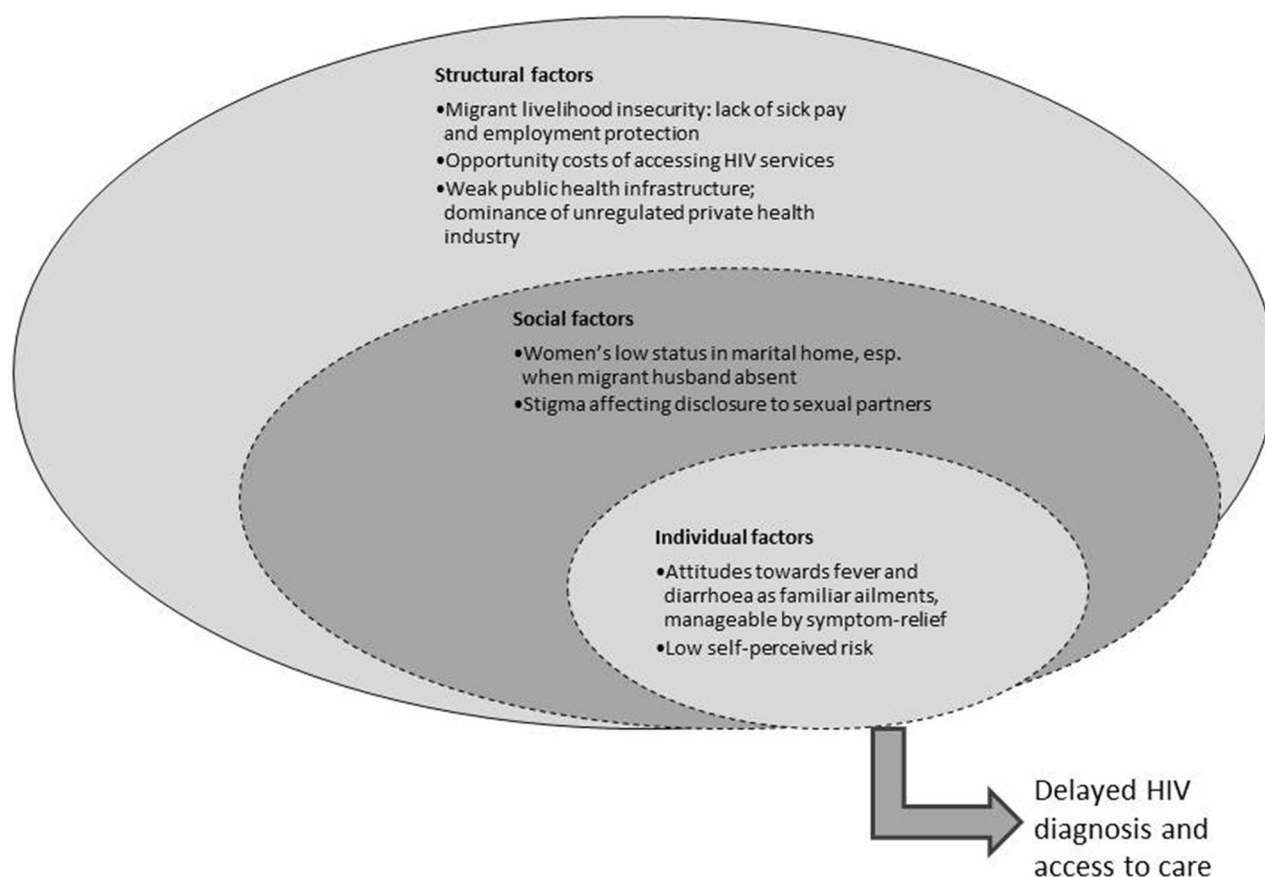 Structural factors
•Migrant livelihood insecurity: lack of sick pay
and employment protection
•Opportunity costs of accessing HIV services
•Weak public health infrastructure;
dominance of unregulated private health
industry
Social factors
•Women's low status in marital home, esp.
when migrant husband absent
•Stigma affecting disclosure to sexual partners
Individual factors
•Attitudes towards fever and
diarrhoea as familiar ailments,
manageable by symptom-relief
•Low self-perceived risk
Delayed HIV
diagnosis and
access to care